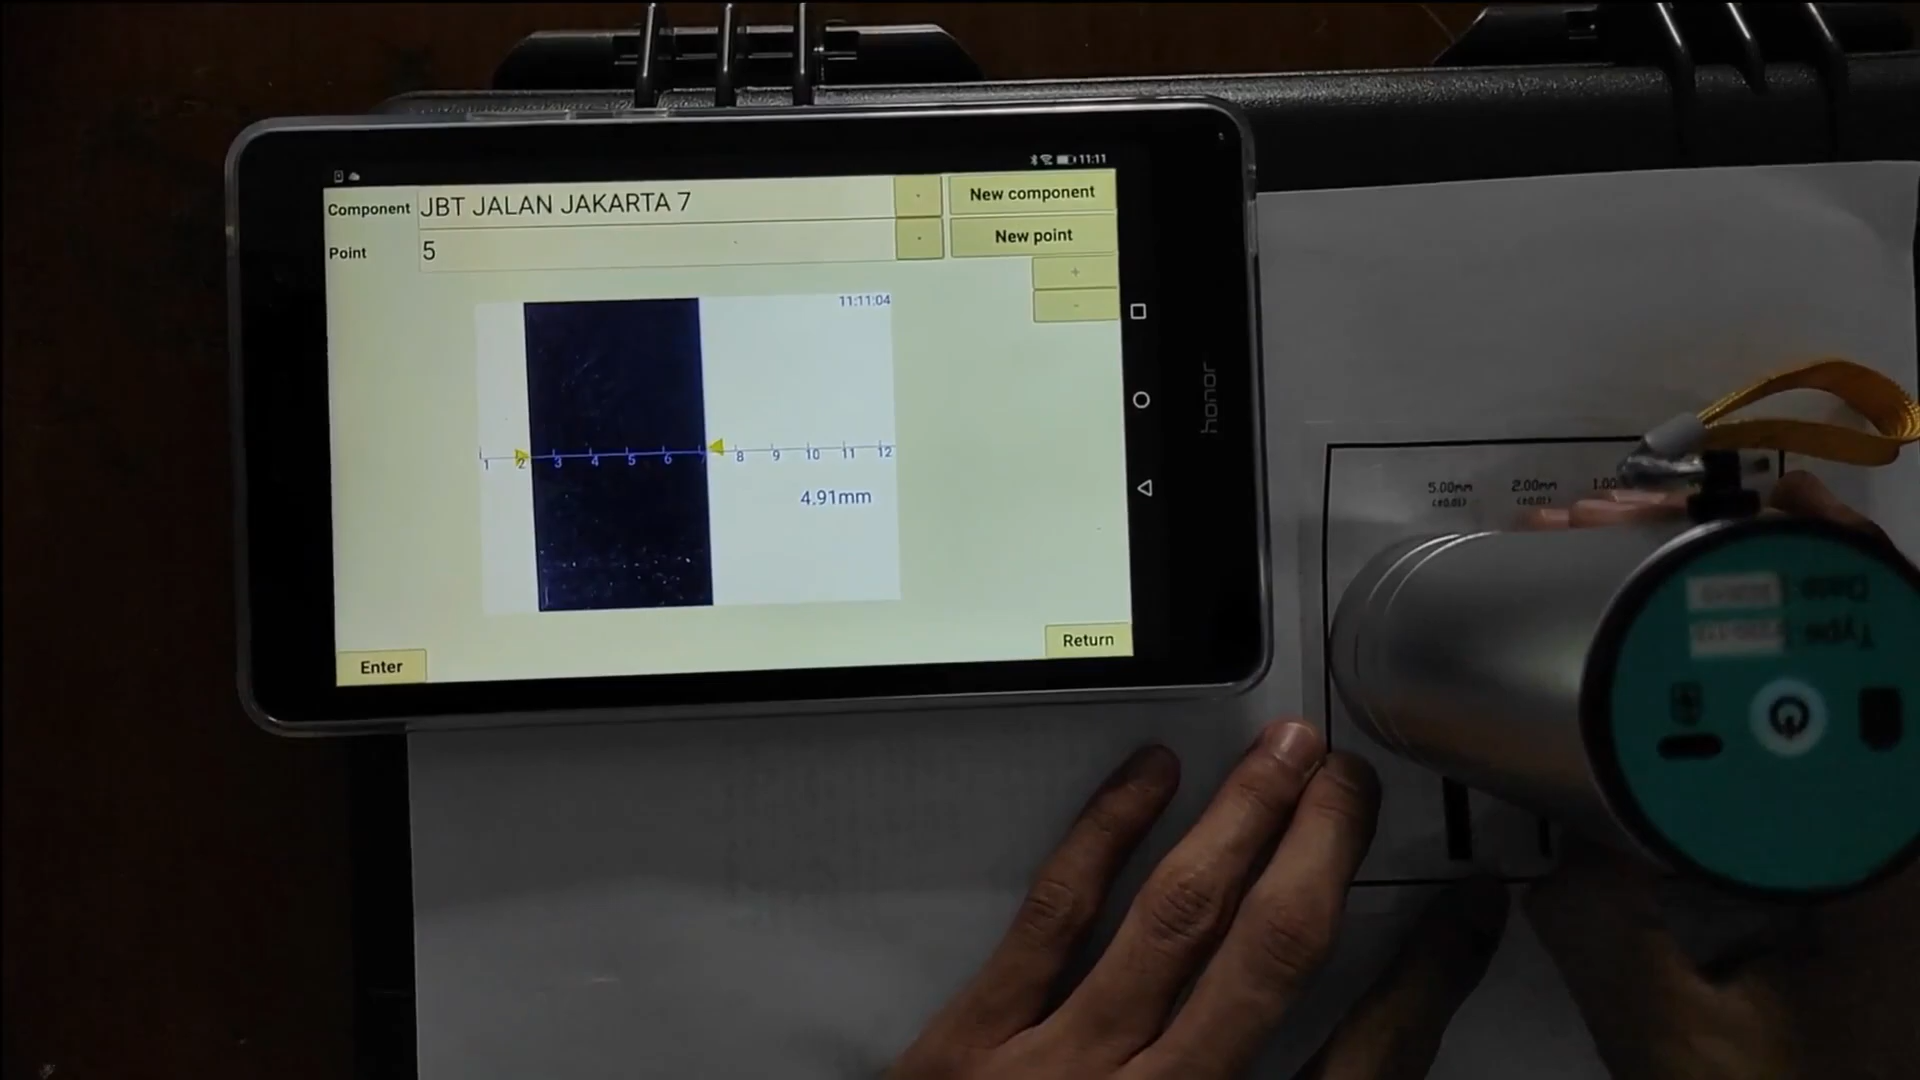 11:11
Component JBT JALAN JAKARTA 7 New component
Point 5 New point
+
-
11:11:04
1 2 3 4 5 6 7 8 9 10 11 12
4.91mm
Enter
Return
honor
5.00mm 2.00mm 1.00
(±0.01) (±0.01)
Date:
Type: